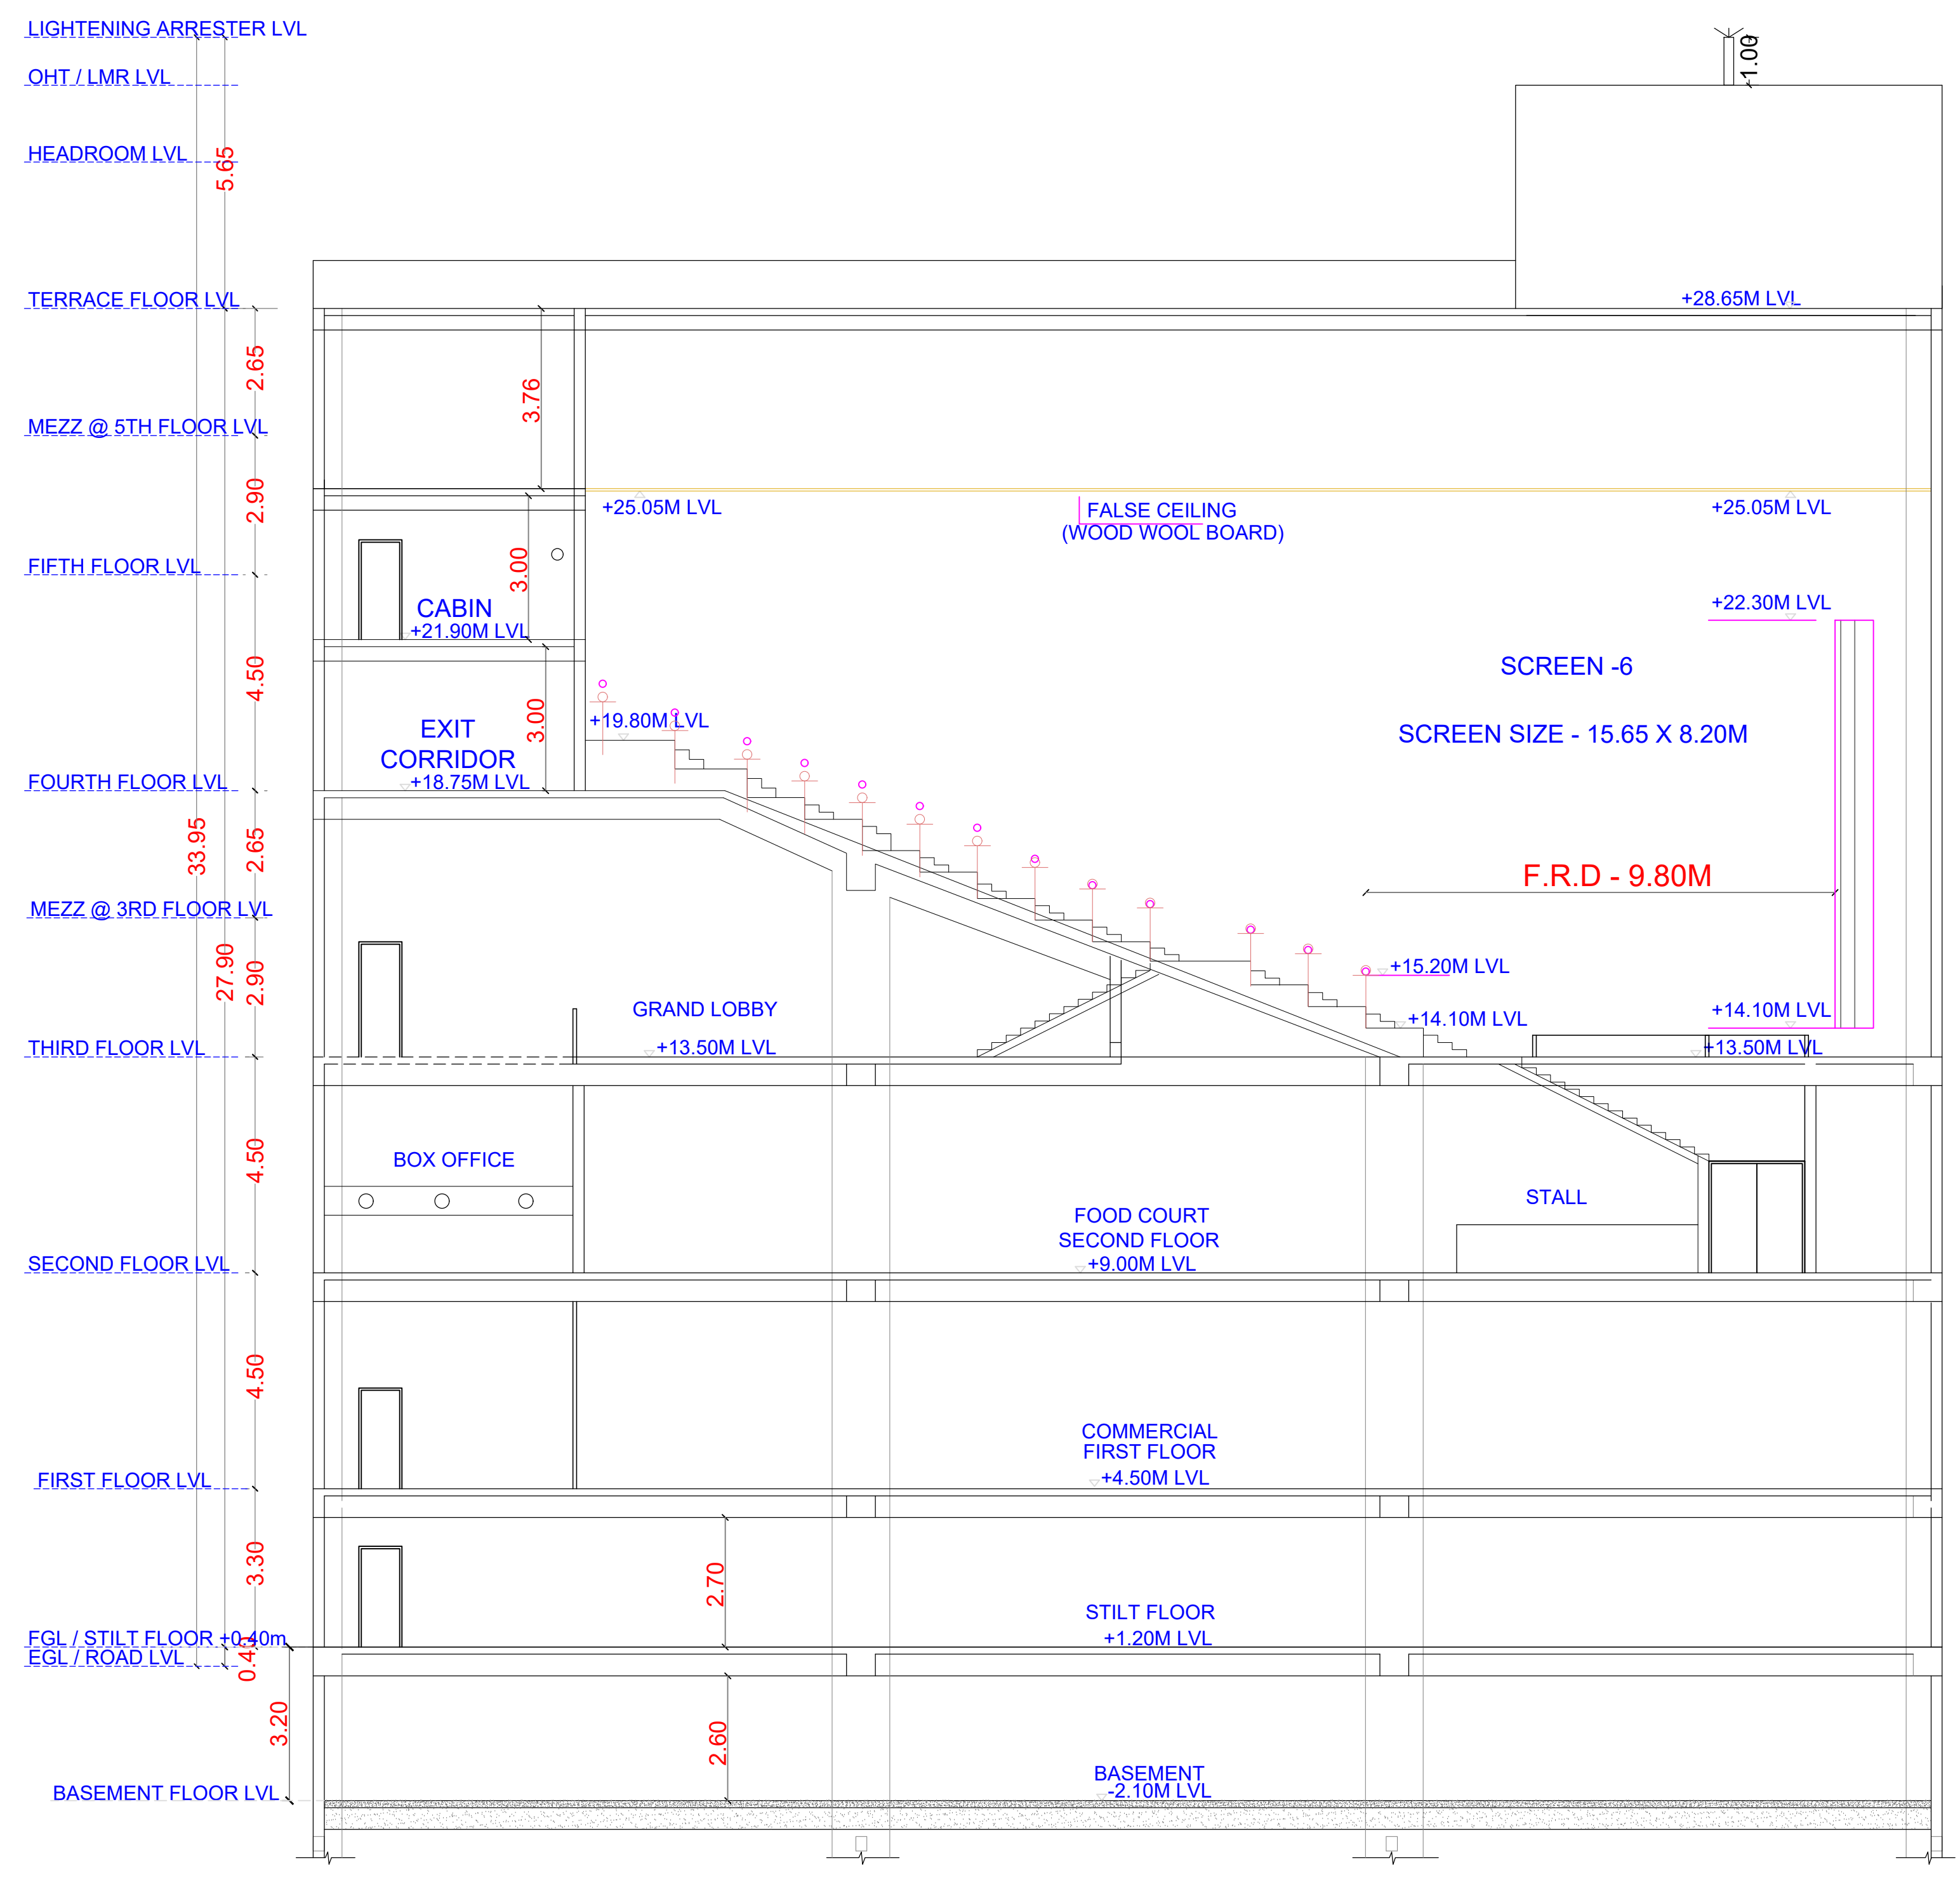 LIGHTENING ARRESTER LVL
1.00
OHT / LMR LVL
HEADROOM LVL
5.65
TERRACE FLOOR LVL
+28.65M LVL
2.65
3.76
MEZZ @ 5TH FLOOR LVL
2.90
+25.05M LVL
FALSE CEILING
(WOOD WOOL BOARD)
+25.05M LVL
FIFTH FLOOR LVL
3.00
CABIN
+21.90M LVL
+22.30M LVL
4.50
SCREEN -6
3.00
+19.80M LVL
EXIT
CORRIDOR
+18.75M LVL
SCREEN SIZE - 15.65 X 8.20M
FOURTH FLOOR LVL
33.95
2.65
F.R.D - 9.80M
MEZZ @ 3RD FLOOR LVL
27.90
2.90
+15.20M LVL
GRAND LOBBY
+14.10M LVL
+14.10M LVL
THIRD FLOOR LVL
+13.50M LVL
+13.50M LVL
4.50
BOX OFFICE
STALL
FOOD COURT
SECOND FLOOR
+9.00M LVL
SECOND FLOOR LVL
4.50
COMMERCIAL
FIRST FLOOR
+4.50M LVL
FIRST FLOOR LVL
3.30
2.70
STILT FLOOR
+1.20M LVL
FGL / STILT FLOOR +0.40m
EGL / ROAD LVL
0.40
3.20
2.60
BASEMENT
-2.10M LVL
BASEMENT FLOOR LVL